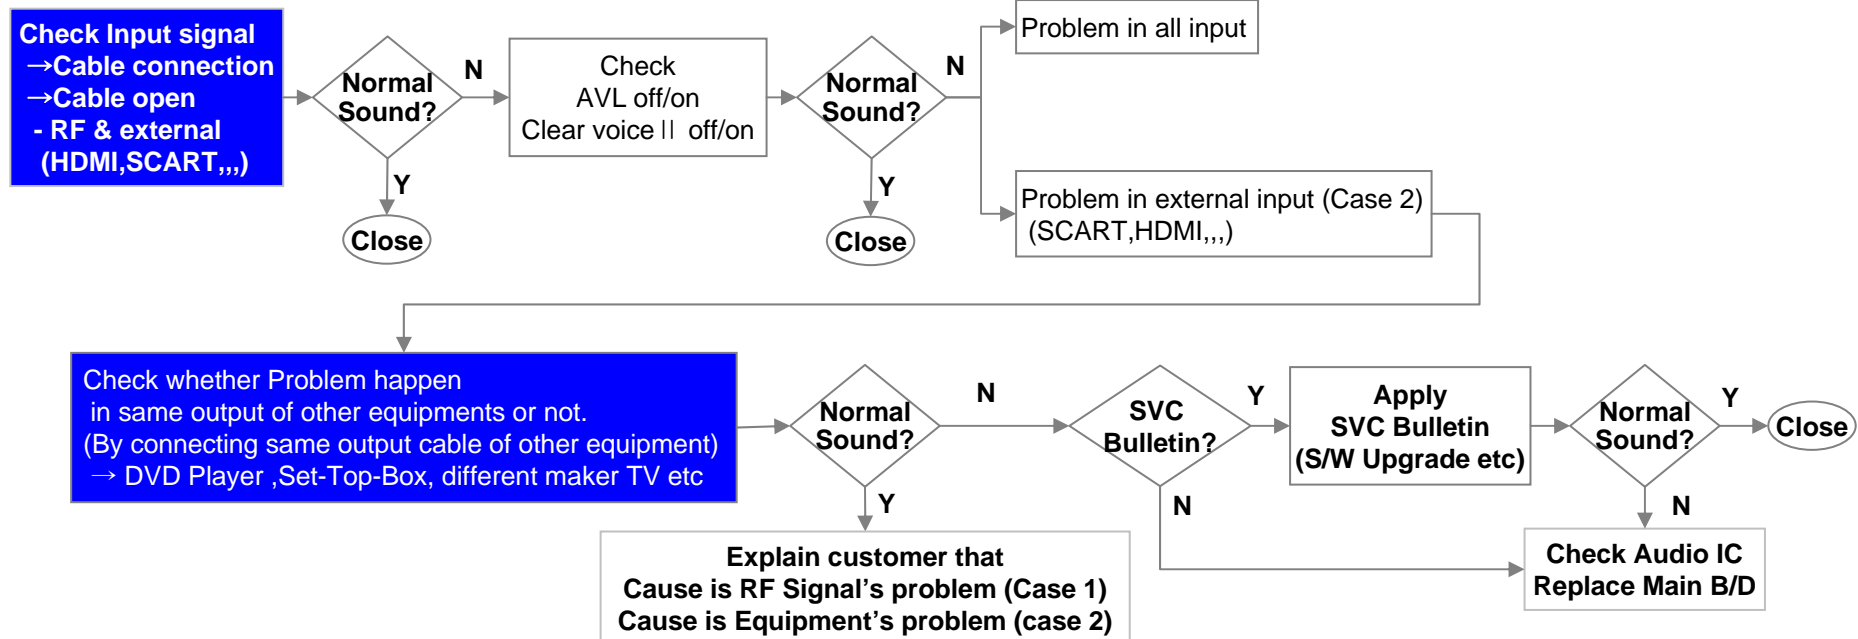 Check Input signal
→Cable connection
→Cable open
- RF & external
(HDMI,SCART,,,)
Normal
Sound?
N
Y
Close
Check
AVL off/on
Clear voice II off/on
Normal
Sound?
N
Y
Close
Problem in all input
Problem in external input (Case 2)
(SCART,HDMI,,,)
Check whether Problem happen
in same output of other equipments or not.
(By connecting same output cable of other equipment)
→ DVD Player ,Set-Top-Box, different maker TV etc
Normal
Sound?
N
Y
Explain customer that
Cause is RF Signal’s problem (Case 1)
Cause is Equipment’s problem (case 2)
SVC
Bulletin?
Y
N
Apply
SVC Bulletin
(S/W Upgrade etc)
Normal
Sound?
Y
Close
N
Check Audio IC
Replace Main B/D